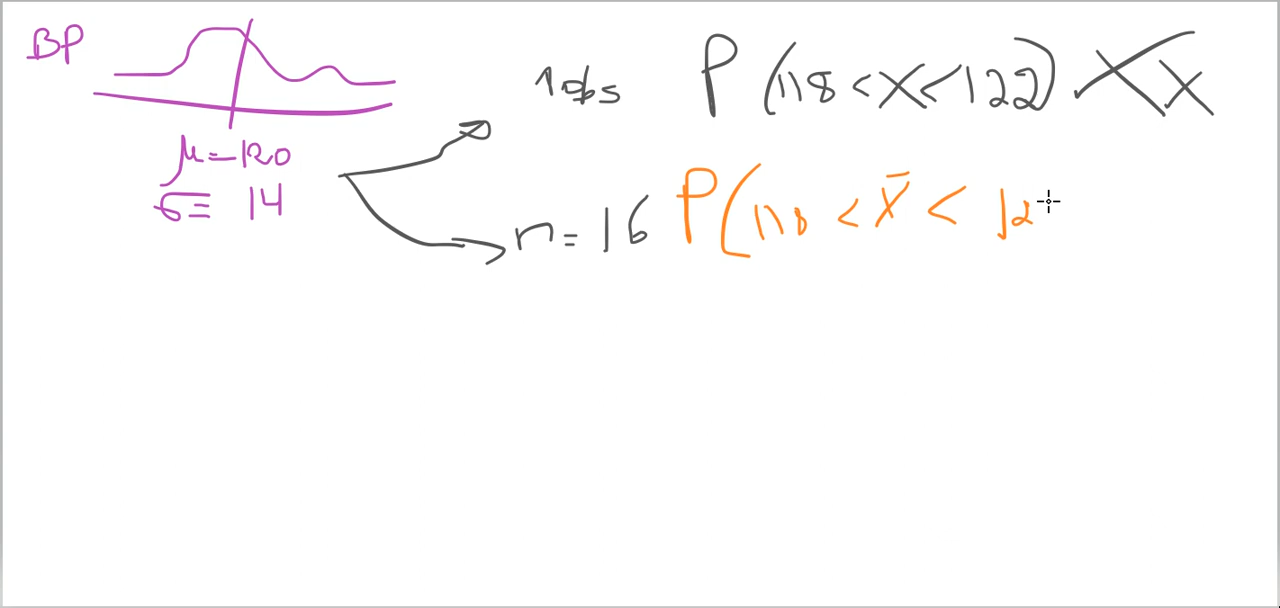 BP
μ = 120
σ = 14
1 obs P (118 < X < 122) X X
n = 16 P(118 < X̄ < 12